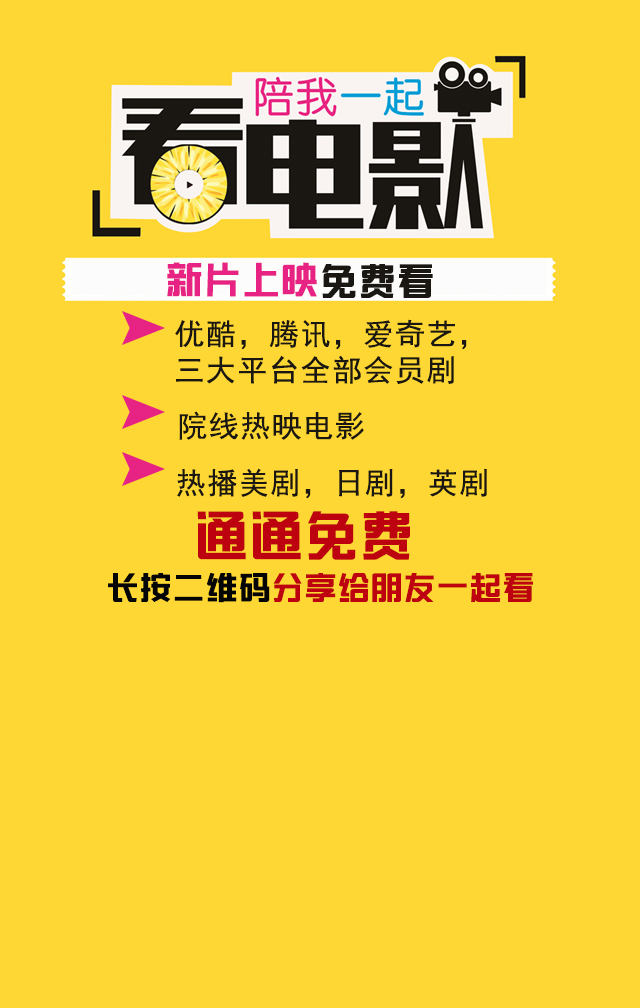 陪我一起
看电影
新片上映免费看
优酷，腾讯，爱奇艺，
三大平台全部会员剧
院线热映电影
热播美剧，日剧，英剧
通通免费
长按二维码分享给朋友一起看